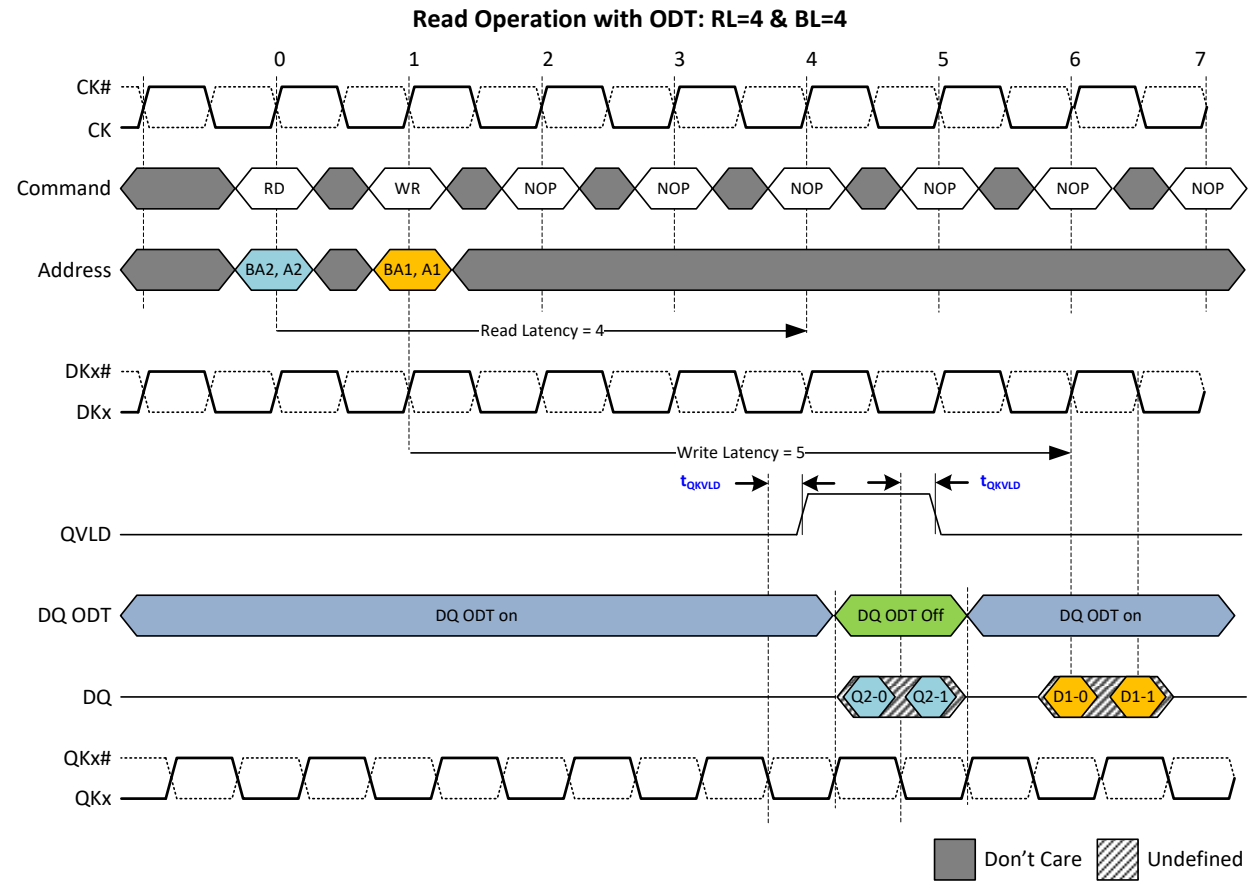 Read Operation with ODT: RL=4 & BL=4
0 1 2 3 4 5 6 7
CK#
CK
Command RD WR NOP NOP NOP NOP NOP NOP
Address BA2, A2 BA1, A1
Read Latency = 4
DKx#
DKx
Write Latency = 5
tQKVLD tQKVLD
QVLD
DQ ODT DQ ODT on DQ ODT Off DQ ODT on
DQ Q2-0 Q2-1 D1-0 D1-1
QKx#
QKx
Don't Care Undefined